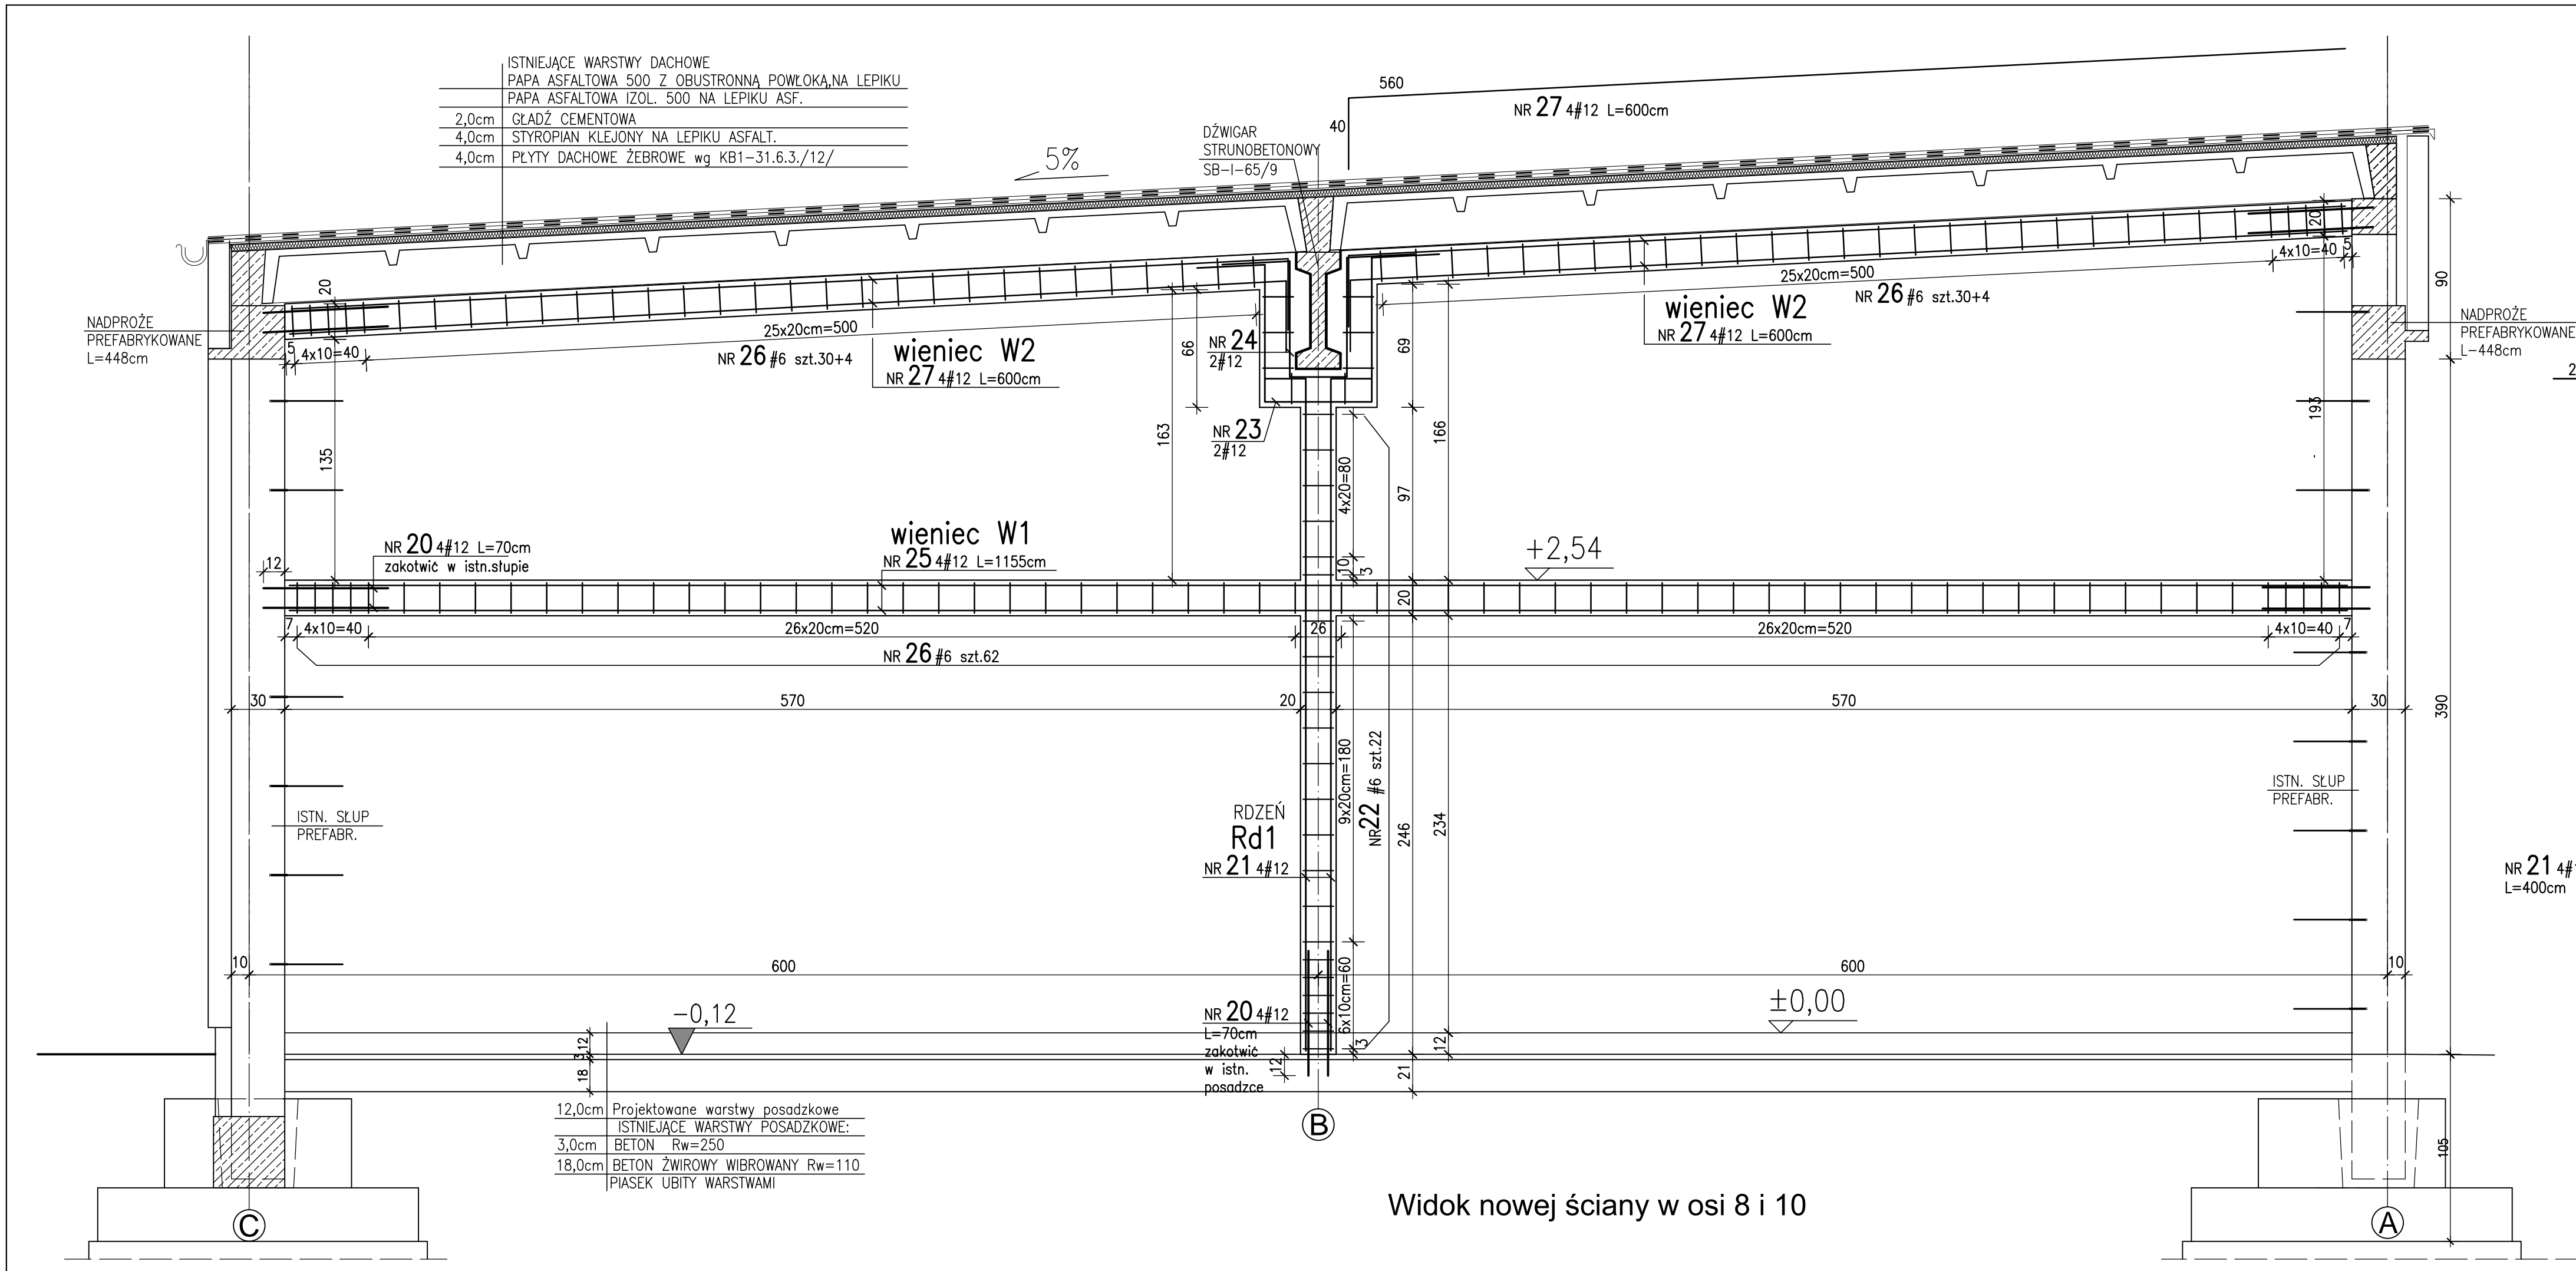 ISTNIEJĄCE WARSTWY DACHOWE
PAPA ASFALTOWA 500 Z OBUSTRONNĄ POWŁOKĄ,NA LEPIKU
PAPA ASFALTOWA IZOL. 500 NA LEPIKU ASF.
2,0cm GŁADŹ CEMENTOWA
4,0cm STYROPIAN KLEJONY NA LEPIKU ASFALT.
4,0cm PŁYTY DACHOWE ŻEBROWE wg KB1-31.6.3./12/
5%
DŹWIGAR
STRUNOBETONOWY
SB-I-65/9
560
40
NR 27 4#12 L=600cm
NADPROŻE
PREFABRYKOWANE
L=448cm
20
5
4x10=40
25x20cm=500
NR 26 #6 szt.30+4
wieniec W2
NR 27 4#12 L=600cm
66
163
135
NR 24
2#12
NR 23
2#12
69
166
97
25x20cm=500
NR 26 #6 szt.30+4
wieniec W2
NR 27 4#12 L=600cm
4x10=40
5
20
193
90
NADPROŻE
PREFABRYKOWANE
L-448cm
2
4x20=80
10
3
NR 20 4#12 L=70cm
zakotwić w istn.słupie
12
wieniec W1
NR 25 4#12 L=1155cm
+2,54
20
7
4x10=40
26x20cm=520
26
26x20cm=520
4x10=40
7
NR 26 #6 szt.62
30
570
20
570
30
390
9x20cm=180
NR 22 #6 szt.22
246
234
ISTN. SŁUP
PREFABR.
RDZEŃ
Rd1
NR 21 4#12
ISTN. SŁUP
PREFABR.
NR 21 4#1
L=400cm
10
600
600
10
-0,12
±0,00
6x10cm=60
3
NR 20 4#12
L=70cm
zakotwić
w istn.
posadzce
12
12
3
18
12
21
12,0cm Projektowane warstwy posadzkowe
ISTNIEJĄCE WARSTWY POSADZKOWE:
3,0cm BETON Rw=250
18,0cm BETON ŻWIROWY WIBROWANY Rw=110
PIASEK UBITY WARSTWAMI
105
B
C
A
Widok nowej ściany w osi 8 i 10